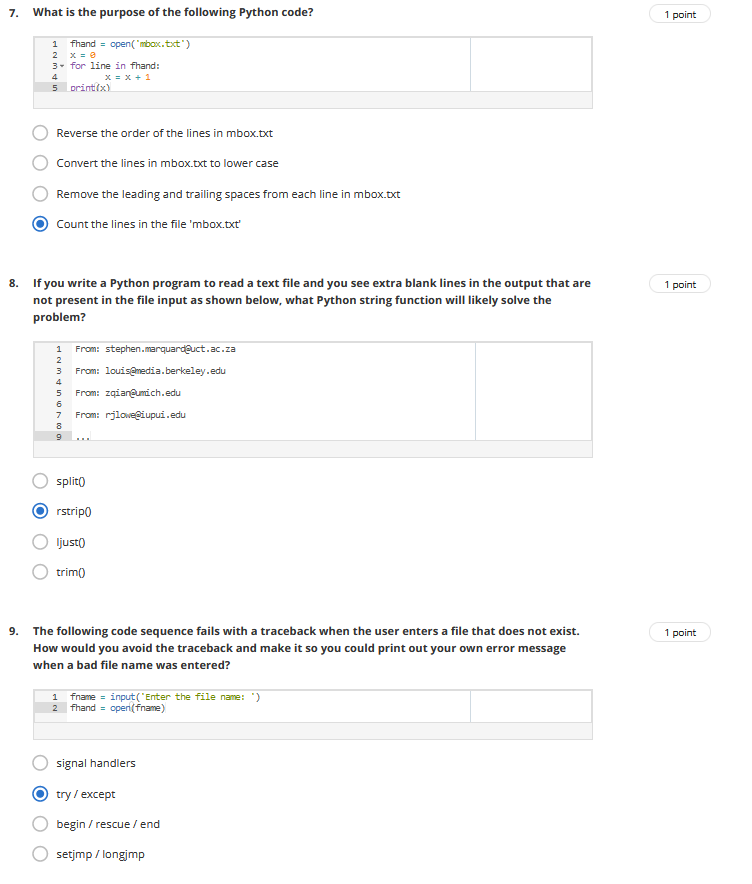 7. What is the purpose of the following Python code?
1 point
1 fhand = open('mbox.txt')
2 x = 0
3 for line in fhand:
4 x = x + 1
5 print(x)
Reverse the order of the lines in mbox.txt
Convert the lines in mbox.txt to lower case
Remove the leading and trailing spaces from each line in mbox.txt
Count the lines in the file 'mbox.txt'
8. If you write a Python program to read a text file and you see extra blank lines in the output that are
1 point
not present in the file input as shown below, what Python string function will likely solve the
problem?
1 From: stephen.marquard@uct.ac.za
2
3 From: louis@media.berkeley.edu
4
5 From: zqian@umich.edu
6
7 From: rjlowe@iupui.edu
8
9 ...
split()
rstrip()
ljust()
trim()
9. The following code sequence fails with a traceback when the user enters a file that does not exist.
1 point
How would you avoid the traceback and make it so you could print out your own error message
when a bad file name was entered?
1 fname = input('Enter the file name: ')
2 fhand = open(fname)
signal handlers
try / except
begin / rescue / end
setjmp / longjmp